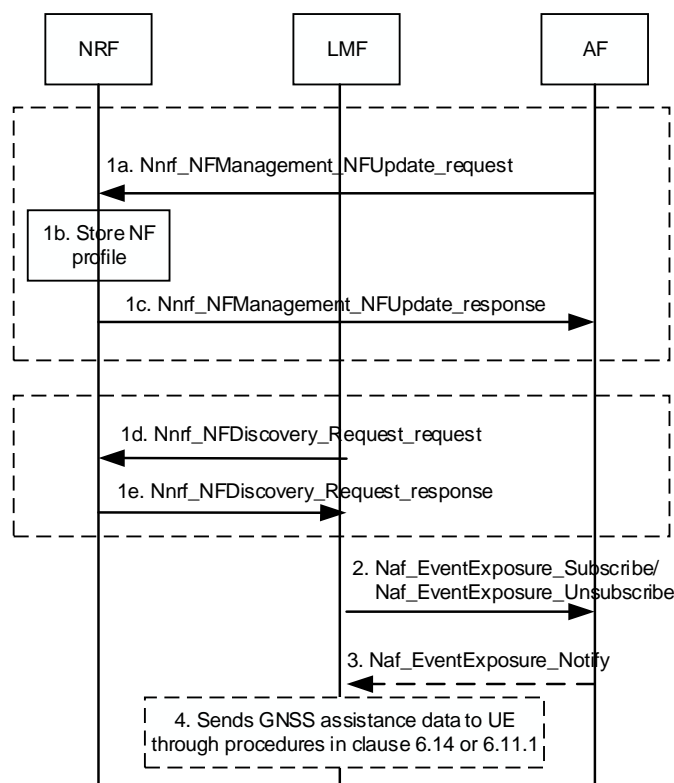 NRF
LMF
AF
1a. Nnrf_NFManagement_NFUpdate_request
1b. Store NF
profile
1c. Nnrf_NFManagement_NFUpdate_response
1d. Nnrf_NFDiscovery_Request_request
1e. Nnrf_NFDiscovery_Request_response
2. Naf_EventExposure_Subscribe/
Naf_EventExposure_Unsubscribe
3. Naf_EventExposure_Notify
4. Sends GNSS assistance data to UE
through procedures in clause 6.14 or 6.11.1